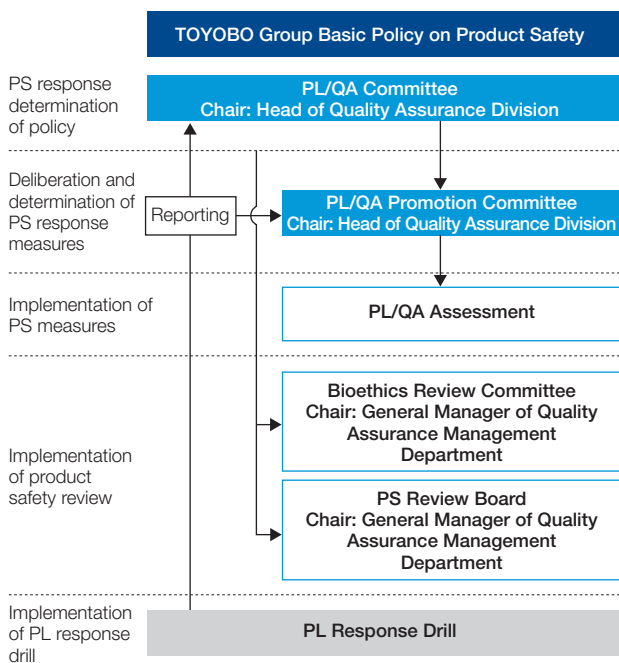 TOYOBO Group Basic Policy on Product Safety
PS response
determination
of policy
PL/QA Committee
Chair: Head of Quality Assurance Division
Deliberation and
determination of
PS response
measures
Reporting
PL/QA Promotion Committee
Chair: Head of Quality Assurance Division
Implementation of
PS measures
PL/QA Assessment
Implementation
of product
safety review
Bioethics Review Committee
Chair: General Manager of Quality
Assurance Management
Department
PS Review Board
Chair: General Manager of Quality
Assurance Management
Department
Implementation
of PL response
drill
PL Response Drill